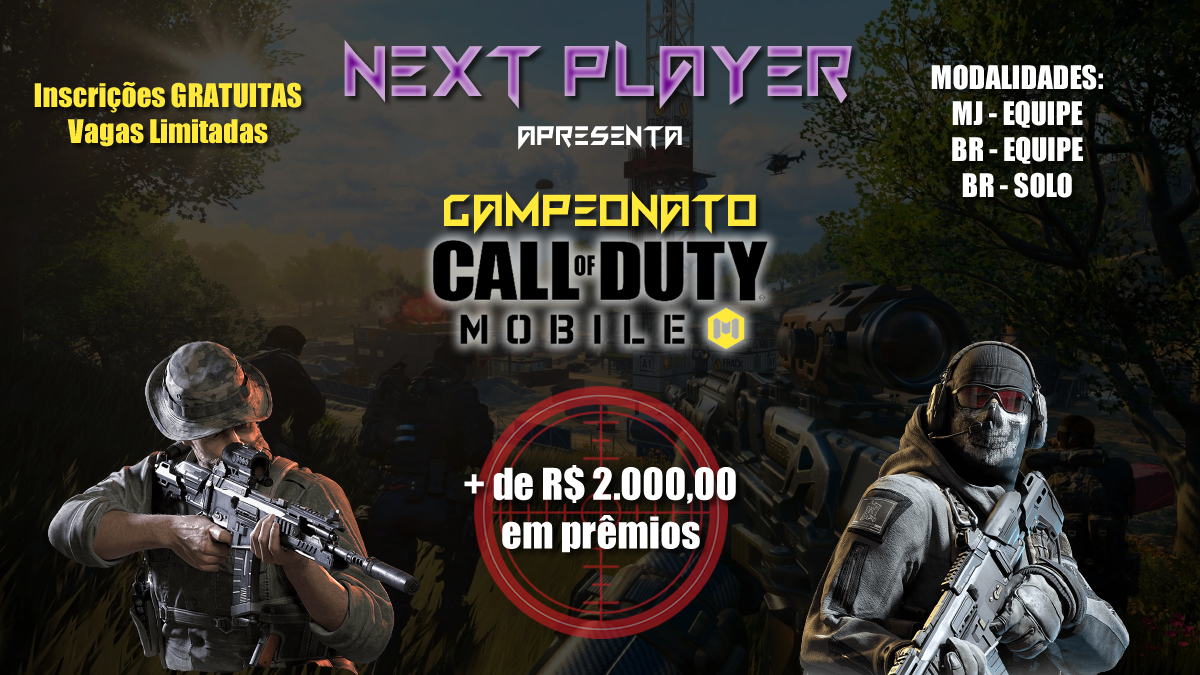 NEXT PLAYER
APRESENTA
Inscrições GRATUITAS
Vagas Limitadas
MODALIDADES:
MJ - EQUIPE
BR - EQUIPE
BR - SOLO
CAMPEONATO
CALL OF DUTY
MOBILE
+ de R$ 2.000,00
em prêmios